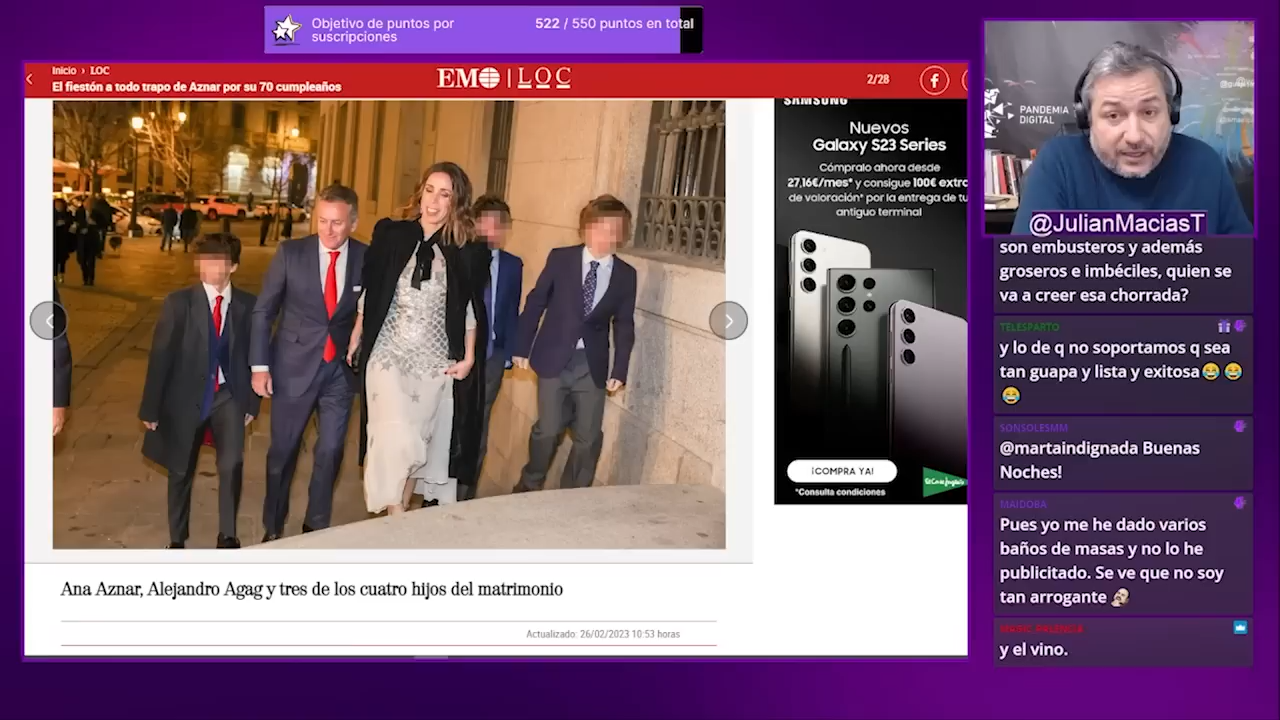 Objetivo de puntos por
suscripciones
522 / 550 puntos en total
Inicio › LOC
El fiestón a todo trapo de Aznar por su 70 cumpleaños
EM | LOC
2/28
SAMSUNG
Nuevos
Galaxy S23 Series
Cómpralo ahora desde
27,16€/mes* y consigue 100€ extra
de valoración* por la entrega de tu
antiguo terminal
¡COMPRA YA!
*Consulta condiciones
El Corte Inglés
Ana Aznar, Alejandro Agag y tres de los cuatro hijos del matrimonio
Actualizado: 26/02/2023 10:53 horas
PANDEMIA
DIGITAL
@JulianMaciasT
son embusteros y además
groseros e imbéciles, quien se
va a creer esa chorrada?
TELESPARTO
y lo de q no soportamos q sea
tan guapa y lista y exitosa😂😂
😂
SONSOLESMM
@martaindignada Buenas
Noches!
MAIDOBA
Pues yo me he dado varios
baños de masas y no lo he
publicitado. Se ve que no soy
tan arrogante
y el vino.